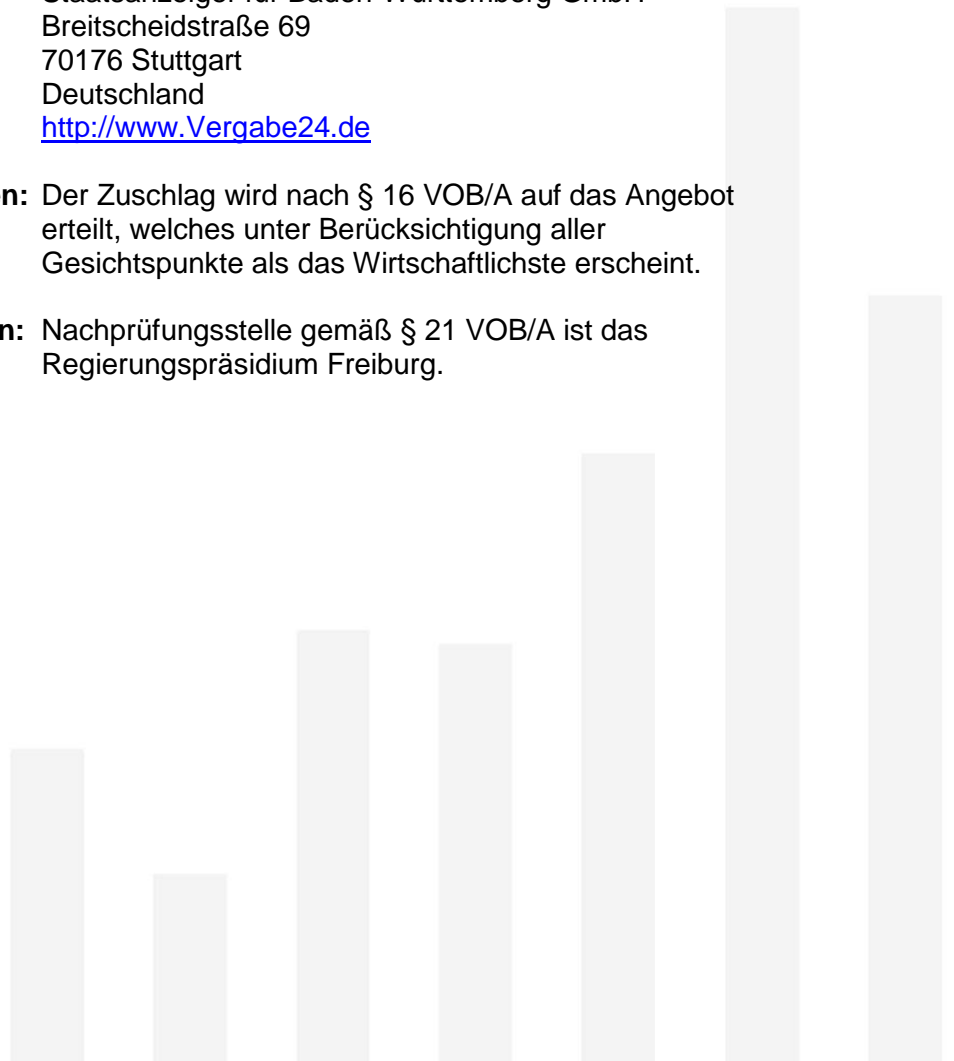 Breitscheidstraße 69
70176 Stuttgart
Deutschland
http://www.Vergabe24.de
n: Der Zuschlag wird nach § 16 VOB/A auf das Angebot
erteilt, welches unter Berücksichtigung aller
Gesichtspunkte als das Wirtschaftlichste erscheint.
n: Nachprüfungsstelle gemäß § 21 VOB/A ist das
Regierungspräsidium Freiburg.